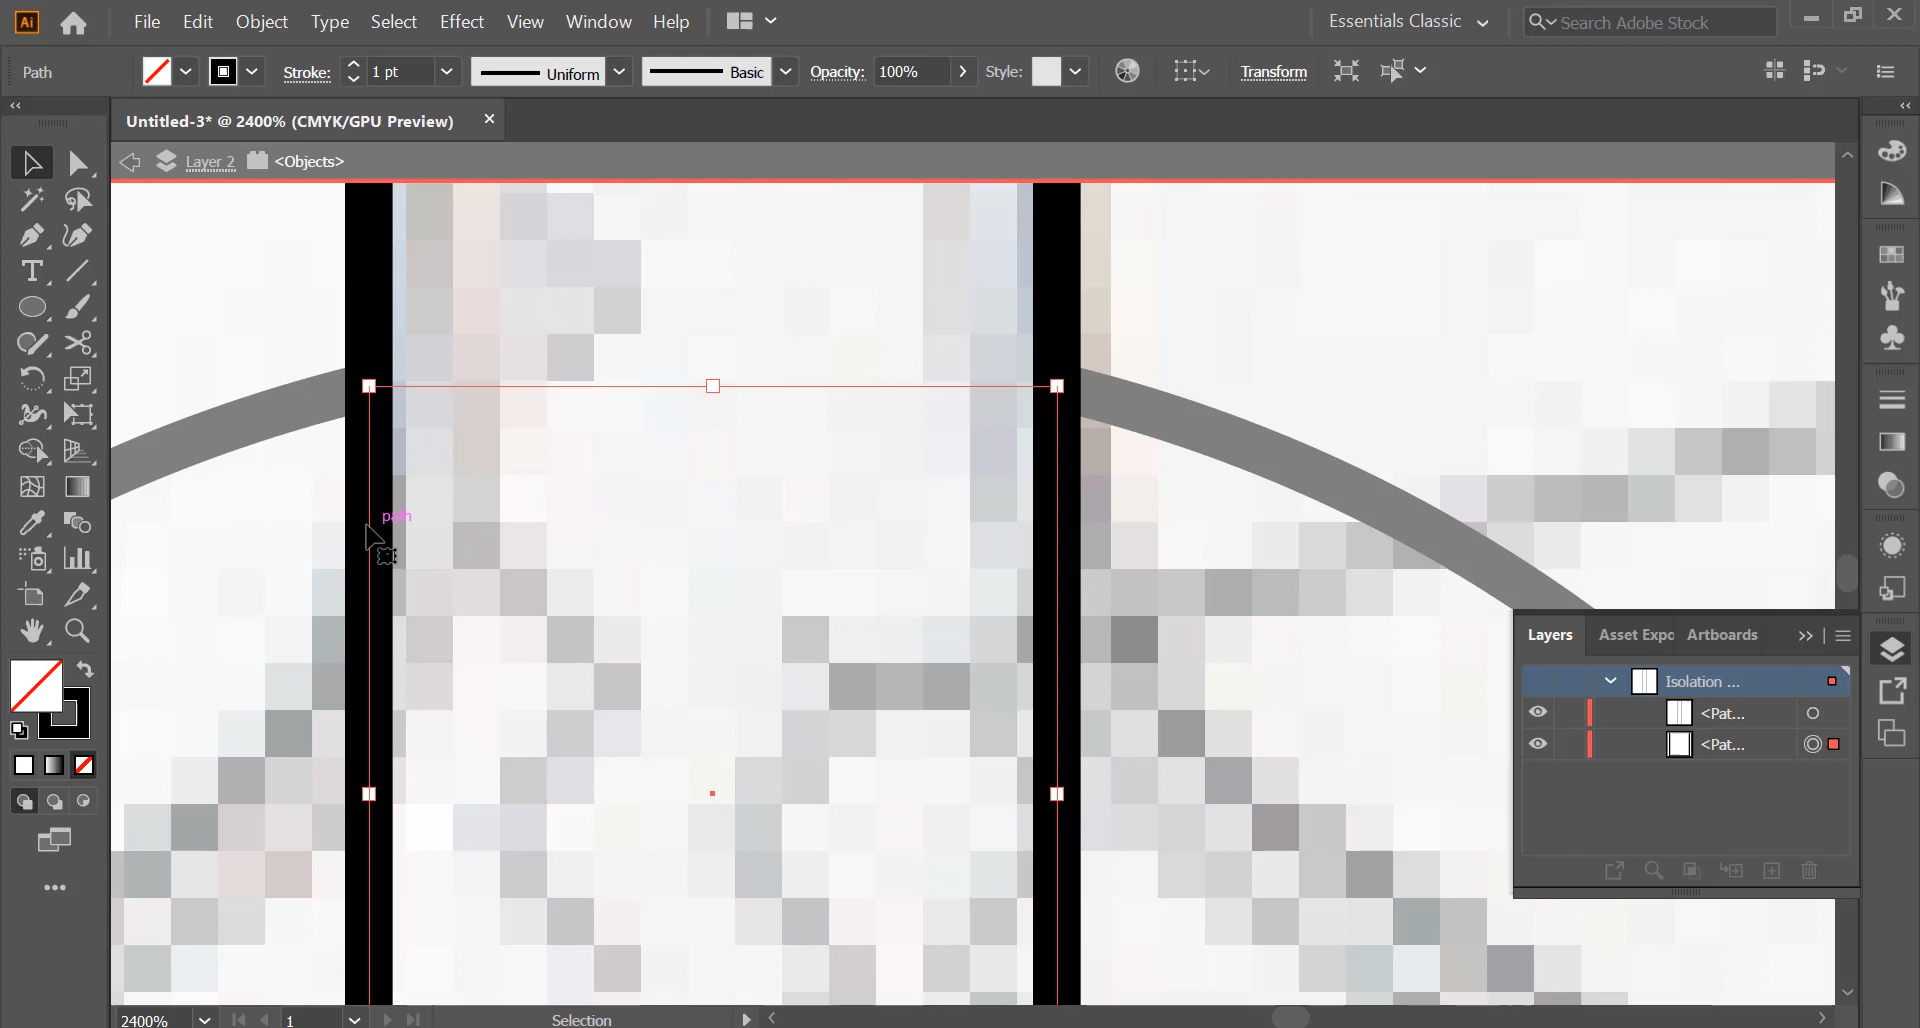 Ai File Edit Object Type Select Effect View Window Help Essentials Classic Search Adobe Stock
Path Stroke: 1 pt Uniform Basic Opacity: 100% Style: Transform
Untitled-3* @ 2400% (CMYK/GPU Preview)
Layer 2 <Objects>
path
Layers Asset Expo Artboards
Isolation ...
<Pat...
<Pat...
2400% 1 Selection